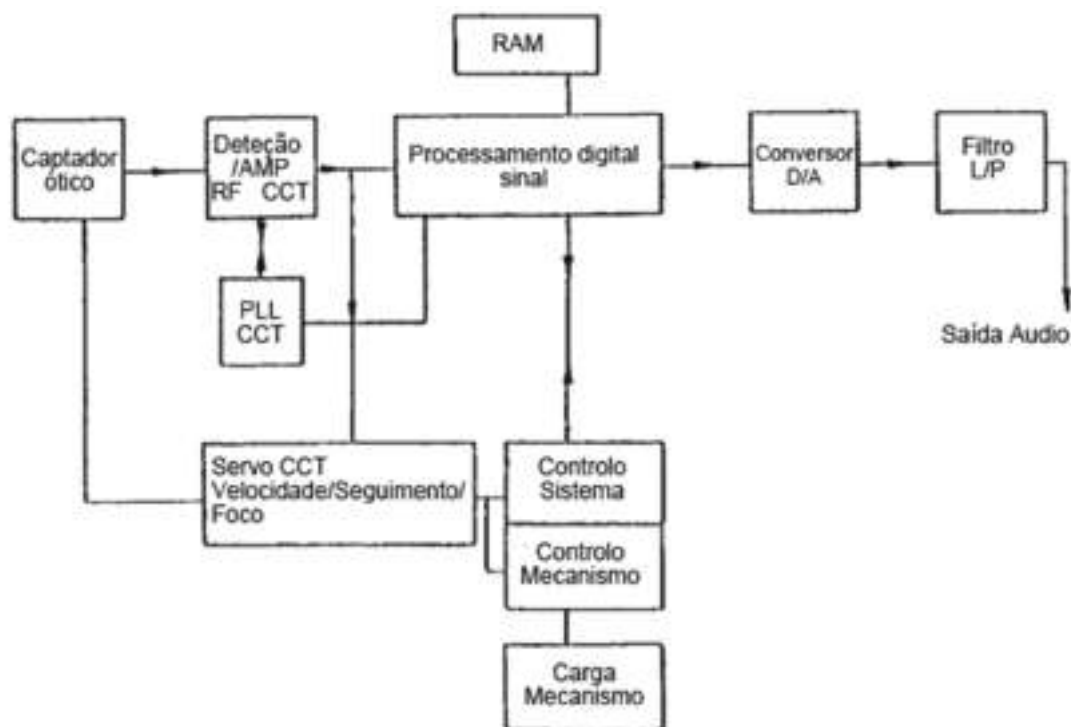 RAM
Captador
ótico
Deteção
/AMP
RF CCT
Processamento digital
sinal
Conversor
D/A
Filtro
L/P
PLL
CCT
Saída Audio
Servo CCT
Velocidade/Seguimento/
Foco
Controlo
Sistema
Controlo
Mecanismo
Carga
Mecanismo